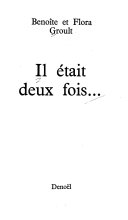 Benoîte et Flora
Groult
Il était
deux fois...
Denoël